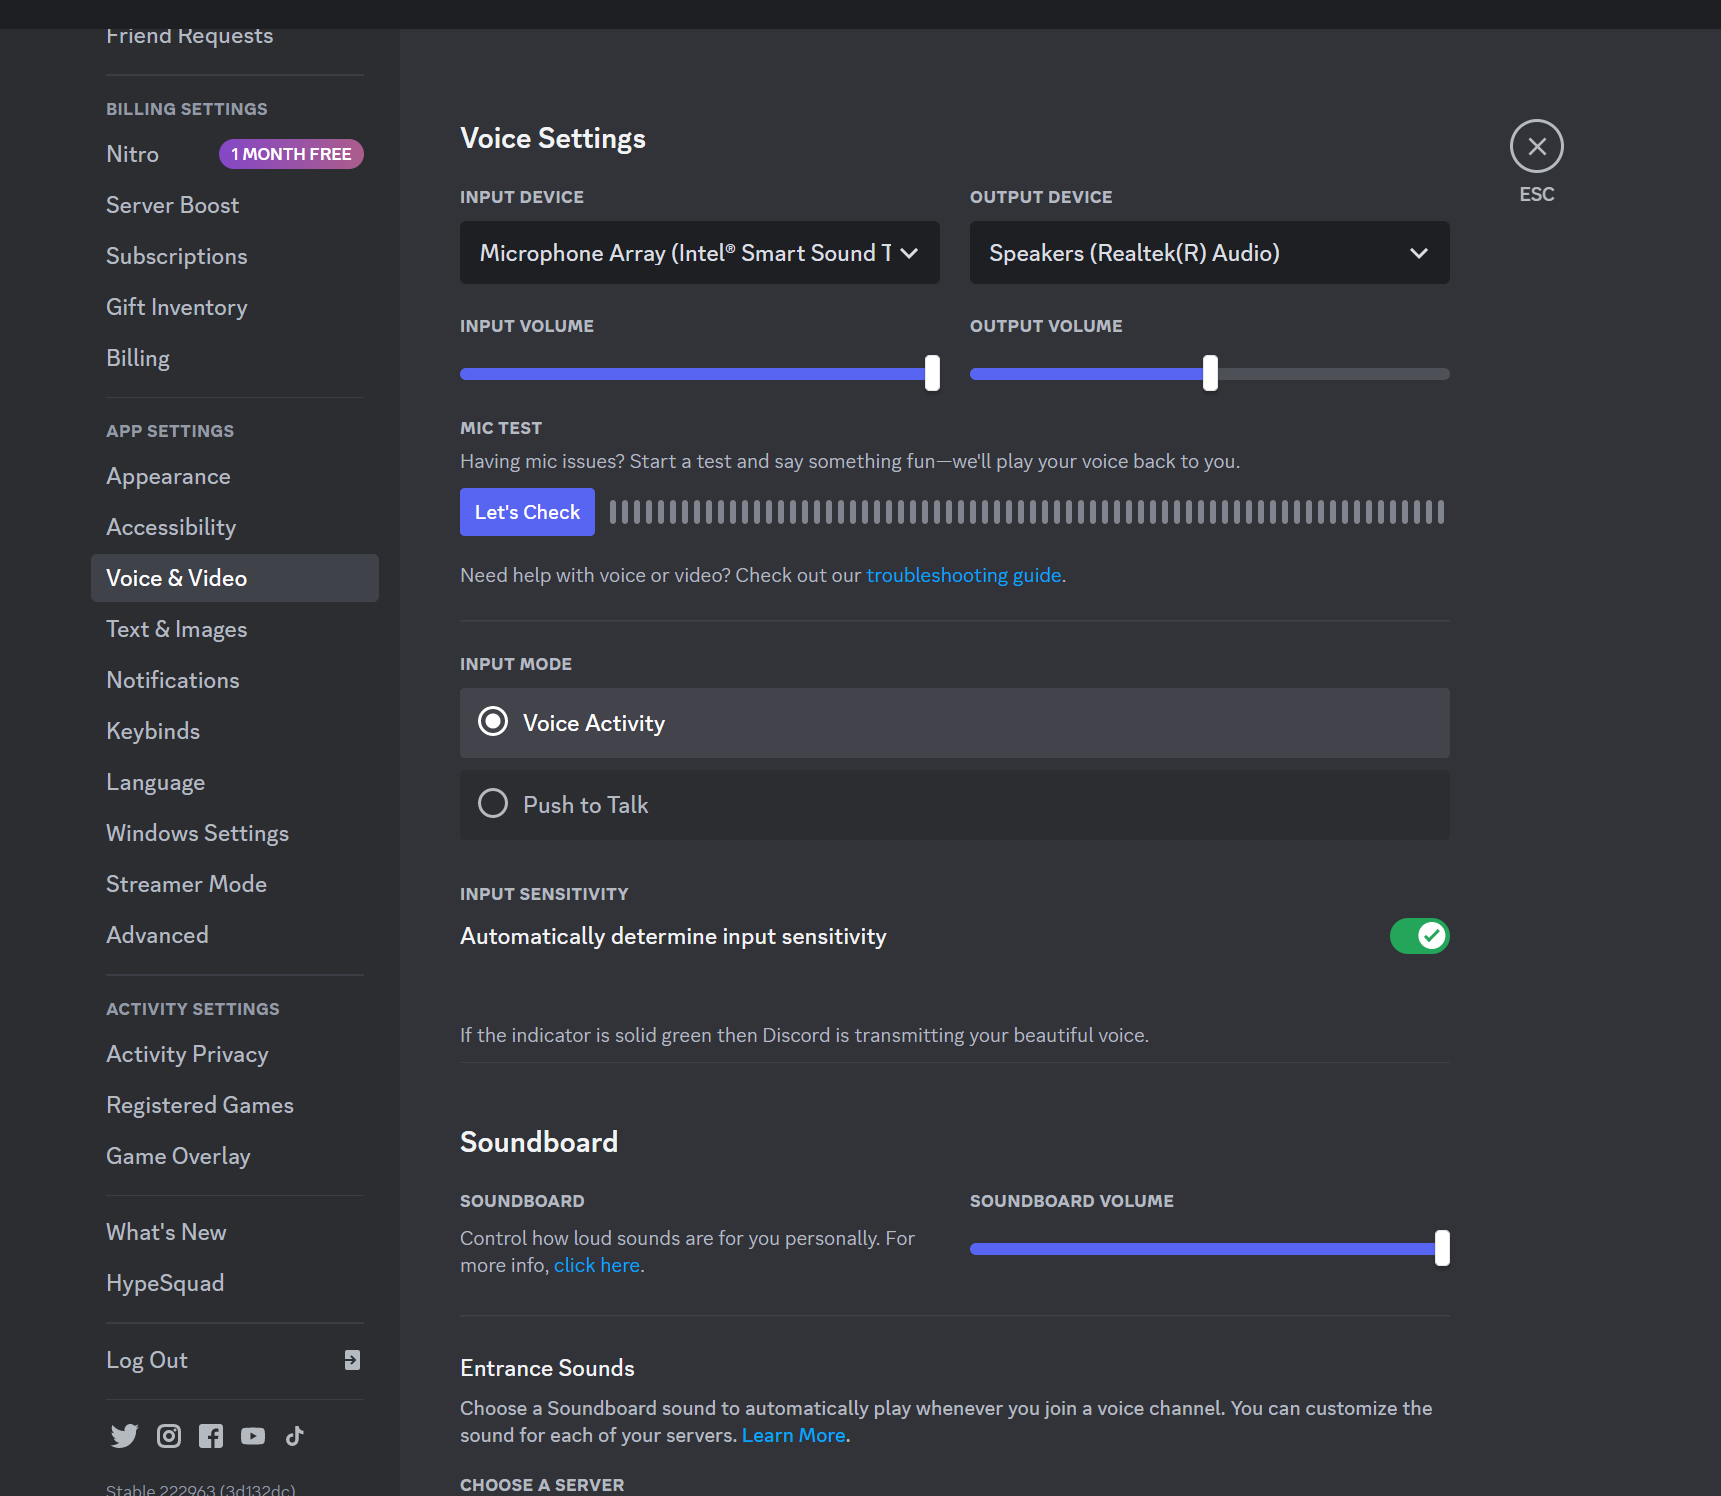 Friend Requests
BILLING SETTINGS
Nitro
1 MONTH FREE
Server Boost
Subscriptions
Gift Inventory
Billing
APP SETTINGS
Appearance
Accessibility
Voice & Video
Text & Images
Notifications
Keybinds
Language
Windows Settings
Streamer Mode
Advanced
ACTIVITY SETTINGS
Activity Privacy
Registered Games
Game Overlay
What's New
HypeSquad
Log Out
Stable 222963 (3d132dc)
Voice Settings
ESC
INPUT DEVICE
Microphone Array (Intel® Smart Sound T
OUTPUT DEVICE
Speakers (Realtek(R) Audio)
INPUT VOLUME
OUTPUT VOLUME
MIC TEST
Having mic issues? Start a test and say something fun—we'll play your voice back to you.
Let's Check
Need help with voice or video? Check out our troubleshooting guide.
INPUT MODE
Voice Activity
Push to Talk
INPUT SENSITIVITY
Automatically determine input sensitivity
If the indicator is solid green then Discord is transmitting your beautiful voice.
Soundboard
SOUNDBOARD
Control how loud sounds are for you personally. For
more info, click here.
SOUNDBOARD VOLUME
Entrance Sounds
Choose a Soundboard sound to automatically play whenever you join a voice channel. You can customize the
sound for each of your servers. Learn More.
CHOOSE A SERVER